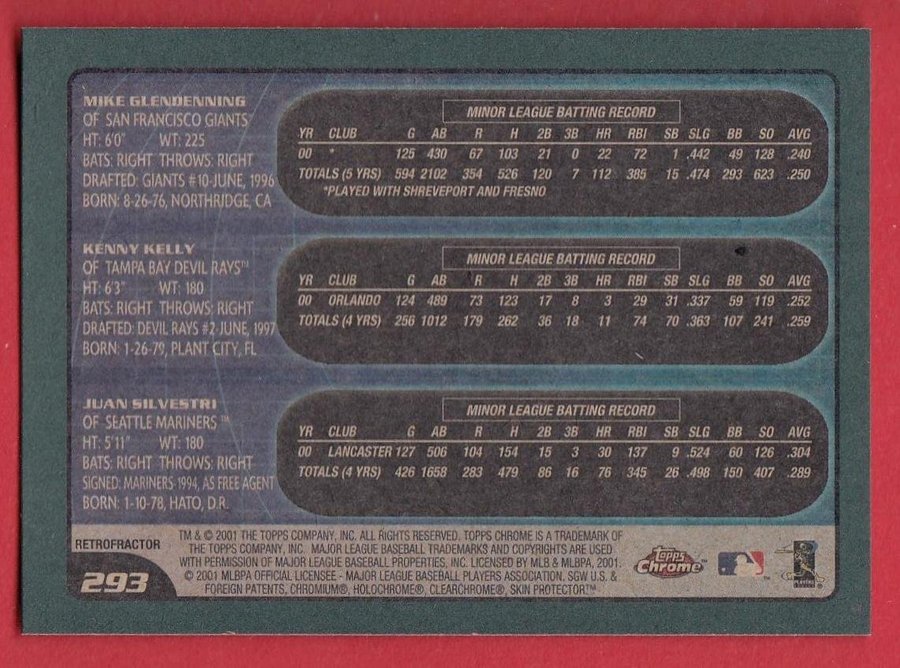 MIKE GLENDENNING
OF SAN FRANCISCO GIANTS™
HT: 6'0" WT: 225
BATS: RIGHT THROWS: RIGHT
DRAFTED: GIANTS #10-JUNE, 1996
BORN: 8-26-76, NORTHRIDGE, CA
MINOR LEAGUE BATTING RECORD
YR CLUB G AB R H 2B 3B HR RBI SB SLG BB SO AVG
00 * 125 430 67 103 21 0 22 72 1 .442 49 128 .240
TOTALS (5 YRS) 594 2102 354 526 120 7 112 385 15 .474 293 623 .250
*PLAYED WITH SHREVEPORT AND FRESNO
KENNY KELLY
OF TAMPA BAY DEVIL RAYS™
HT: 6'3" WT: 180
BATS: RIGHT THROWS: RIGHT
DRAFTED: DEVIL RAYS #2-JUNE, 1997
BORN: 1-26-79, PLANT CITY, FL
MINOR LEAGUE BATTING RECORD
YR CLUB G AB R H 2B 3B HR RBI SB SLG BB SO AVG
00 ORLANDO 124 489 73 123 17 8 3 29 31 .337 59 119 .252
TOTALS (4 YRS) 256 1012 179 262 36 18 11 74 70 .363 107 241 .259
JUAN SILVESTRI
OF SEATTLE MARINERS™
HT: 5'11" WT: 180
BATS: RIGHT THROWS: RIGHT
SIGNED: MARINERS 1994, AS FREE AGENT
BORN: 1-10-78, HATO, D.R.
MINOR LEAGUE BATTING RECORD
YR CLUB G AB R H 2B 3B HR RBI SB SLG BB SO AVG
00 LANCASTER 127 506 104 154 15 3 30 137 9 .524 60 126 .304
TOTALS (4 YRS) 426 1658 283 479 86 16 76 345 26 .498 150 407 .289
RETROFRACTOR
293
TM & © 2001 THE TOPPS COMPANY, INC. ALL RIGHTS RESERVED. TOPPS CHROME IS A TRADEMARK OF
THE TOPPS COMPANY, INC. MAJOR LEAGUE BASEBALL TRADEMARKS AND COPYRIGHTS ARE USED
WITH PERMISSION OF MAJOR LEAGUE BASEBALL PROPERTIES, INC. LICENSED BY MLB & MLBPA, 2001.
© 2001 MLBPA OFFICIAL LICENSEE - MAJOR LEAGUE BASEBALL PLAYERS ASSOCIATION. SGW U.S. &
FOREIGN PATENTS. CHROMIUM®, HOLOCHROME®, CLEARCHROME®, SKIN PROTECTOR™
Topps
Chrome™
PLAYERS